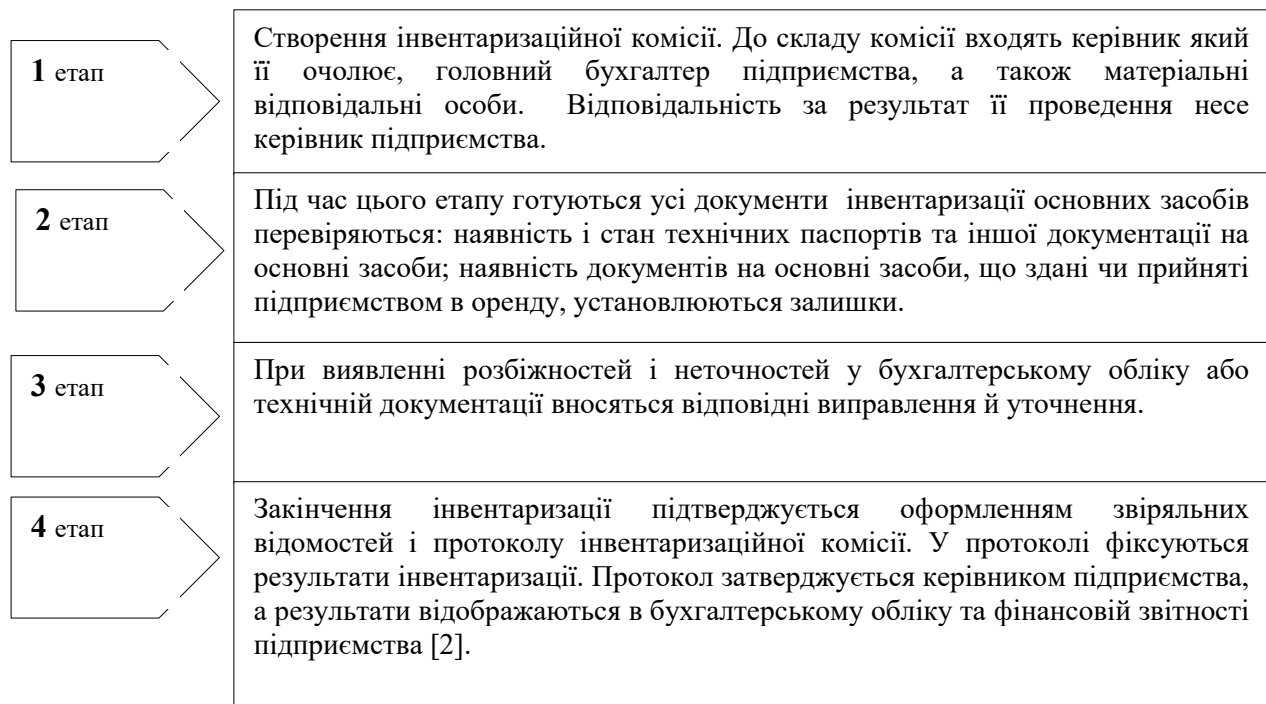 1 етап
Створення інвентаризаційної комісії. До складу комісії входять керівник який
її очолює, головний бухгалтер підприємства, а також матеріальні
відповідальні особи. Відповідальність за результат її проведення несе
керівник підприємства.
2 етап
Під час цього етапу готуються усі документи інвентаризації основних засобів
перевіряються: наявність і стан технічних паспортів та іншої документації на
основні засоби; наявність документів на основні засоби, що здані чи прийняті
підприємством в оренду, установлюються залишки.
3 етап
При виявленні розбіжностей і неточностей у бухгалтерському обліку або
технічній документації вносяться відповідні виправлення й уточнення.
4 етап
Закінчення інвентаризації підтверджується оформленням звіряльних
відомостей і протоколу інвентаризаційної комісії. У протоколі фіксуються
результати інвентаризації. Протокол затверджується керівником підприємства,
а результати відображаються в бухгалтерському обліку та фінансовій звітності
підприємства [2].